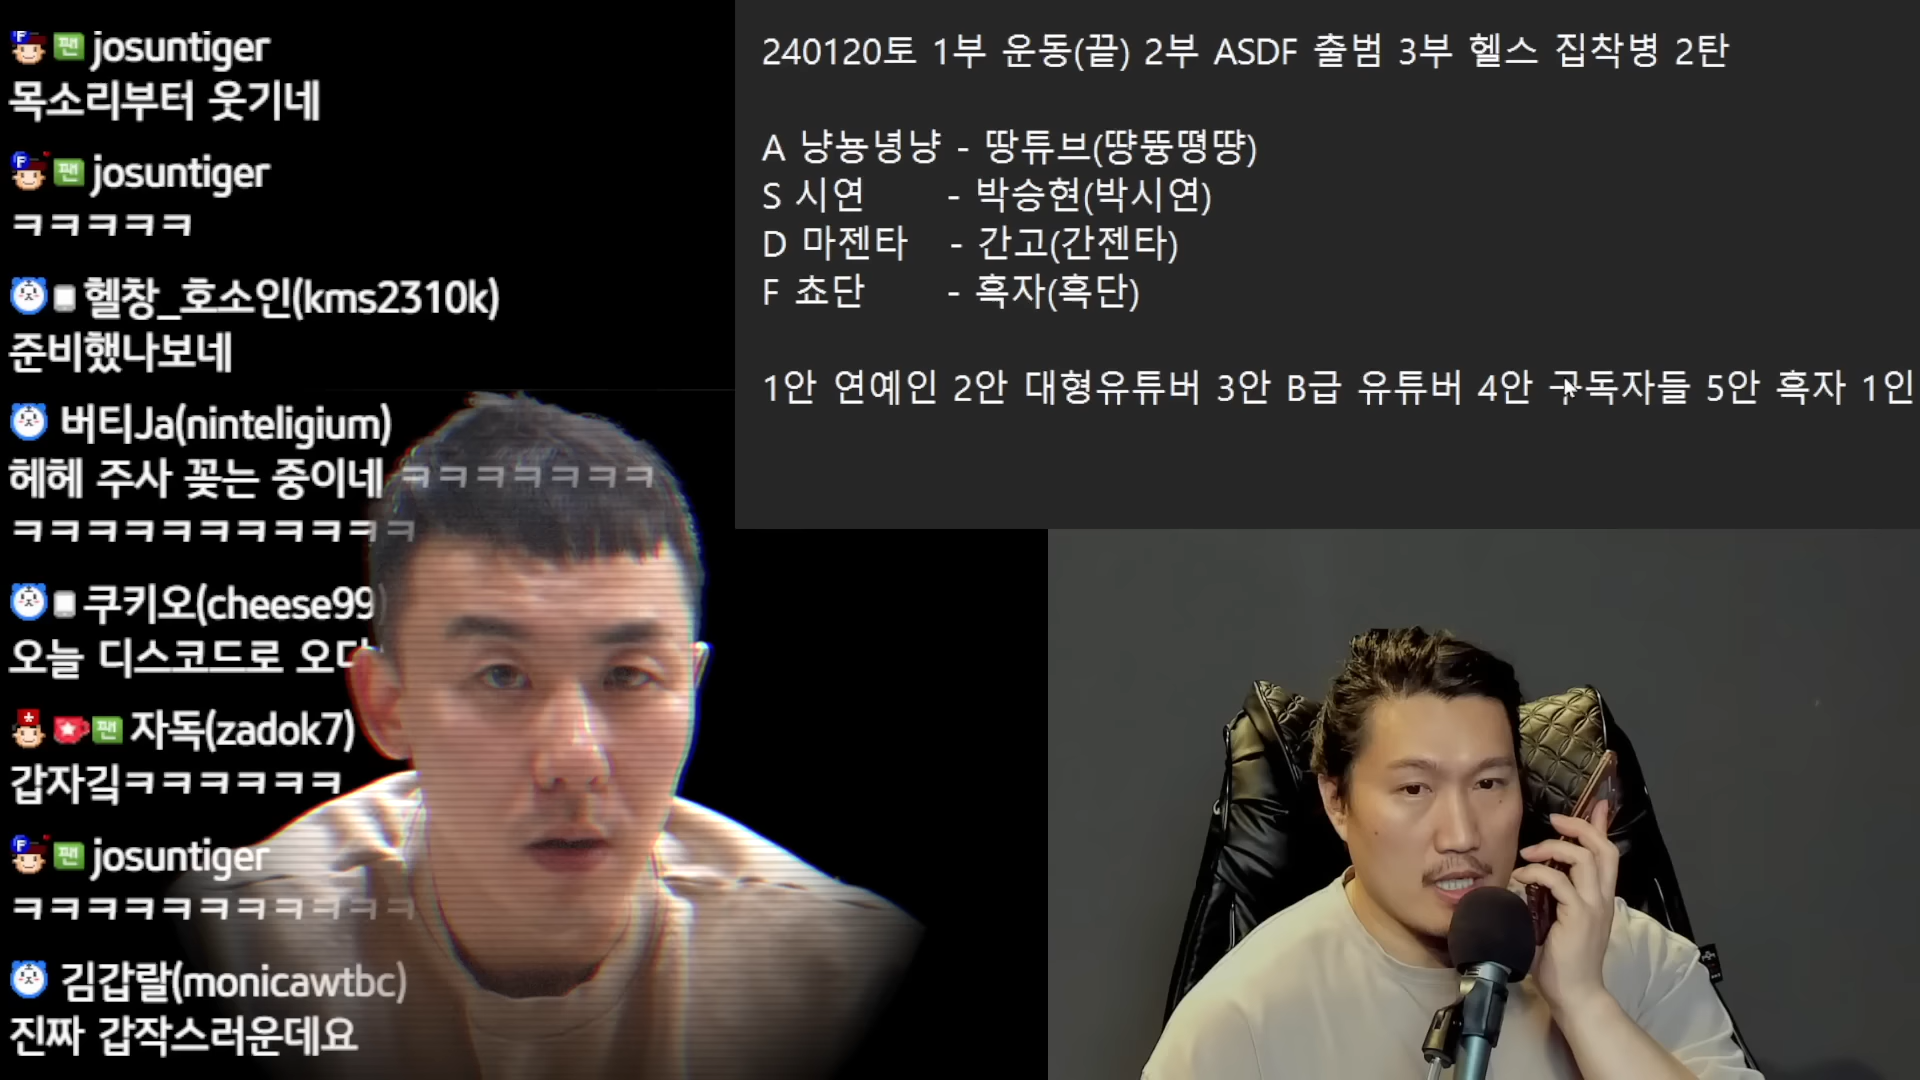 josuntiger
목소리부터 웃기네
josuntiger
ㅋㅋㅋㅋㅋ
헬창_호소인(kms2310k)
준비했나보네
버티Ja(ninteligium)
헤헤 주사 꽂는 중이네 ㅋㅋㅋㅋㅋㅋㅋ
ㅋㅋㅋㅋㅋㅋㅋㅋㅋㅋㅋ
쿠키오(cheese99)
오늘 디스코드로 오다
자독(zadok7)
갑자긱ㅋㅋㅋㅋㅋㅋ
josuntiger
ㅋㅋㅋㅋㅋㅋㅋㅋㅋㅋㅋ
김갑랄(monicawtbc)
진짜 갑작스러운데요
240120토 1부 운동(끝) 2부 ASDF 출범 3부 헬스 집착병 2탄
A 냥뇽녕냥 - 땅튜브(땽뜡떵땽)
S 시연 - 박승현(박시연)
D 마젠타 - 간고(간젠타)
F 쵸단 - 흑자(흑단)
1안 연예인 2안 대형유튜버 3안 B급 유튜버 4안 구독자들 5안 흑자 1인